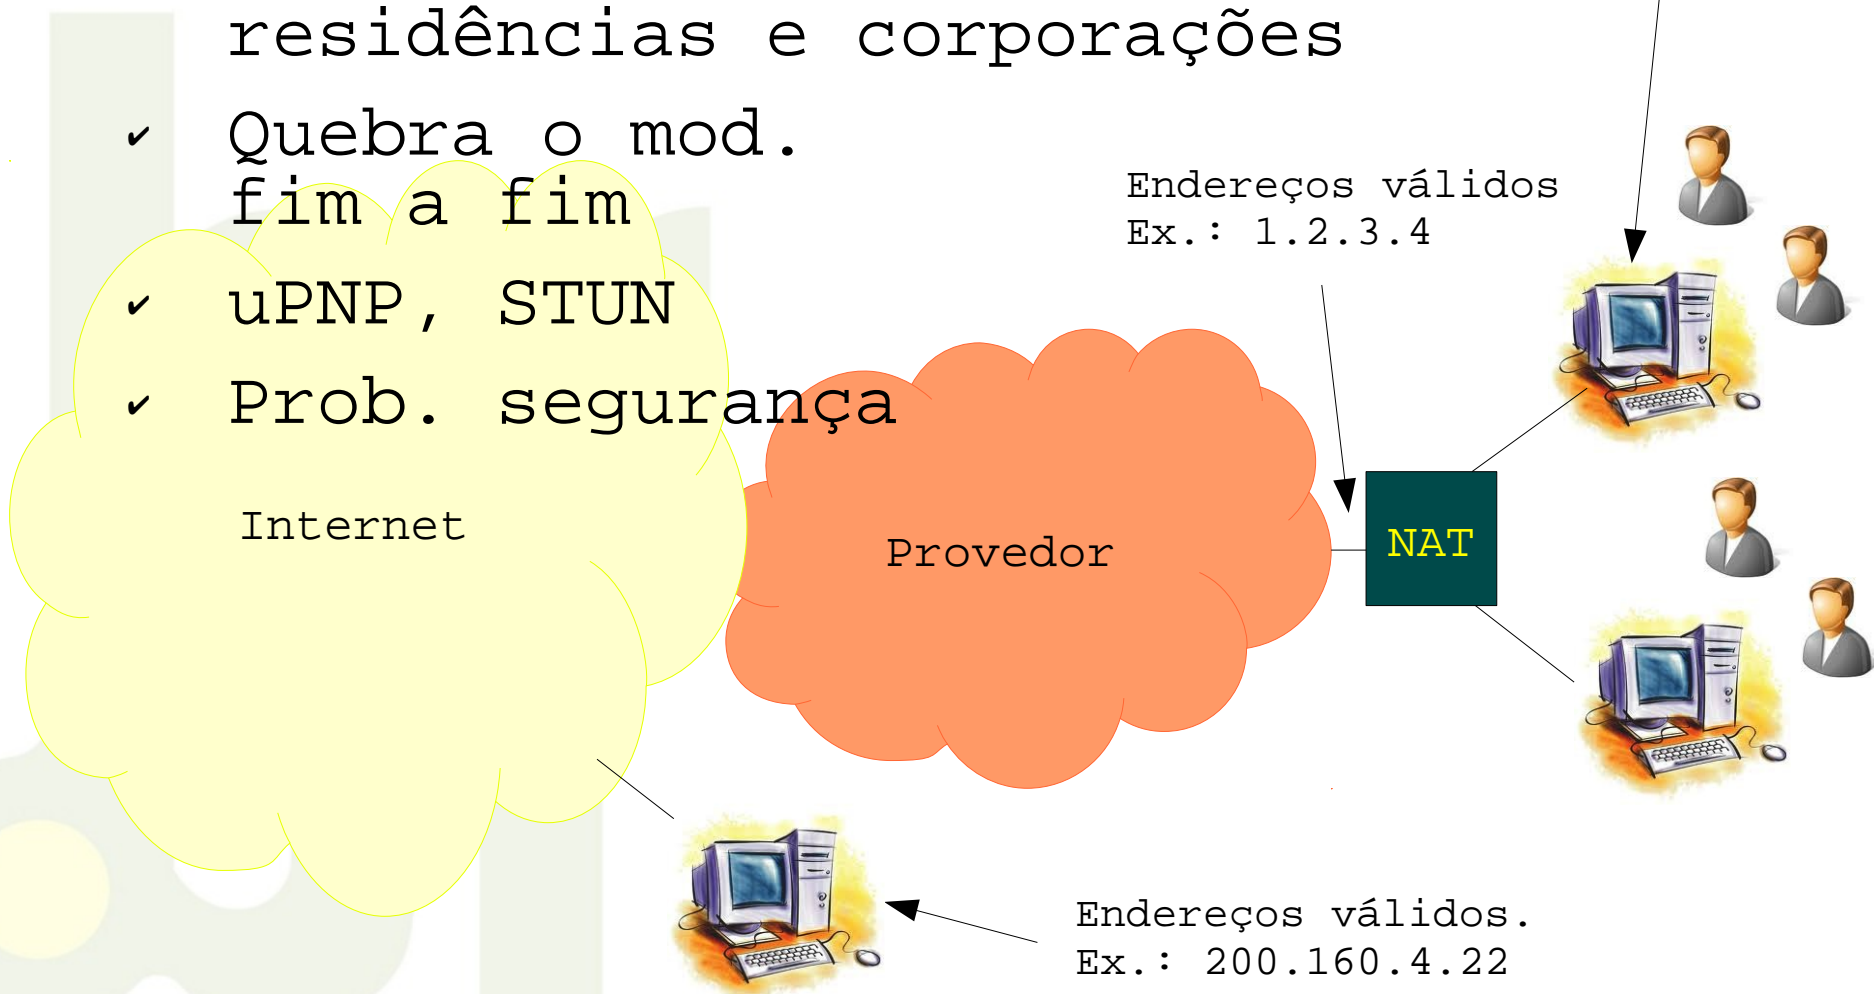 residências e corporações
✔ Quebra o mod.
fim a fim
✔ uPNP, STUN
✔ Prob. segurança
Endereços válidos
Ex.: 1.2.3.4
Internet
Provedor
NAT
Endereços válidos.
Ex.: 200.160.4.22